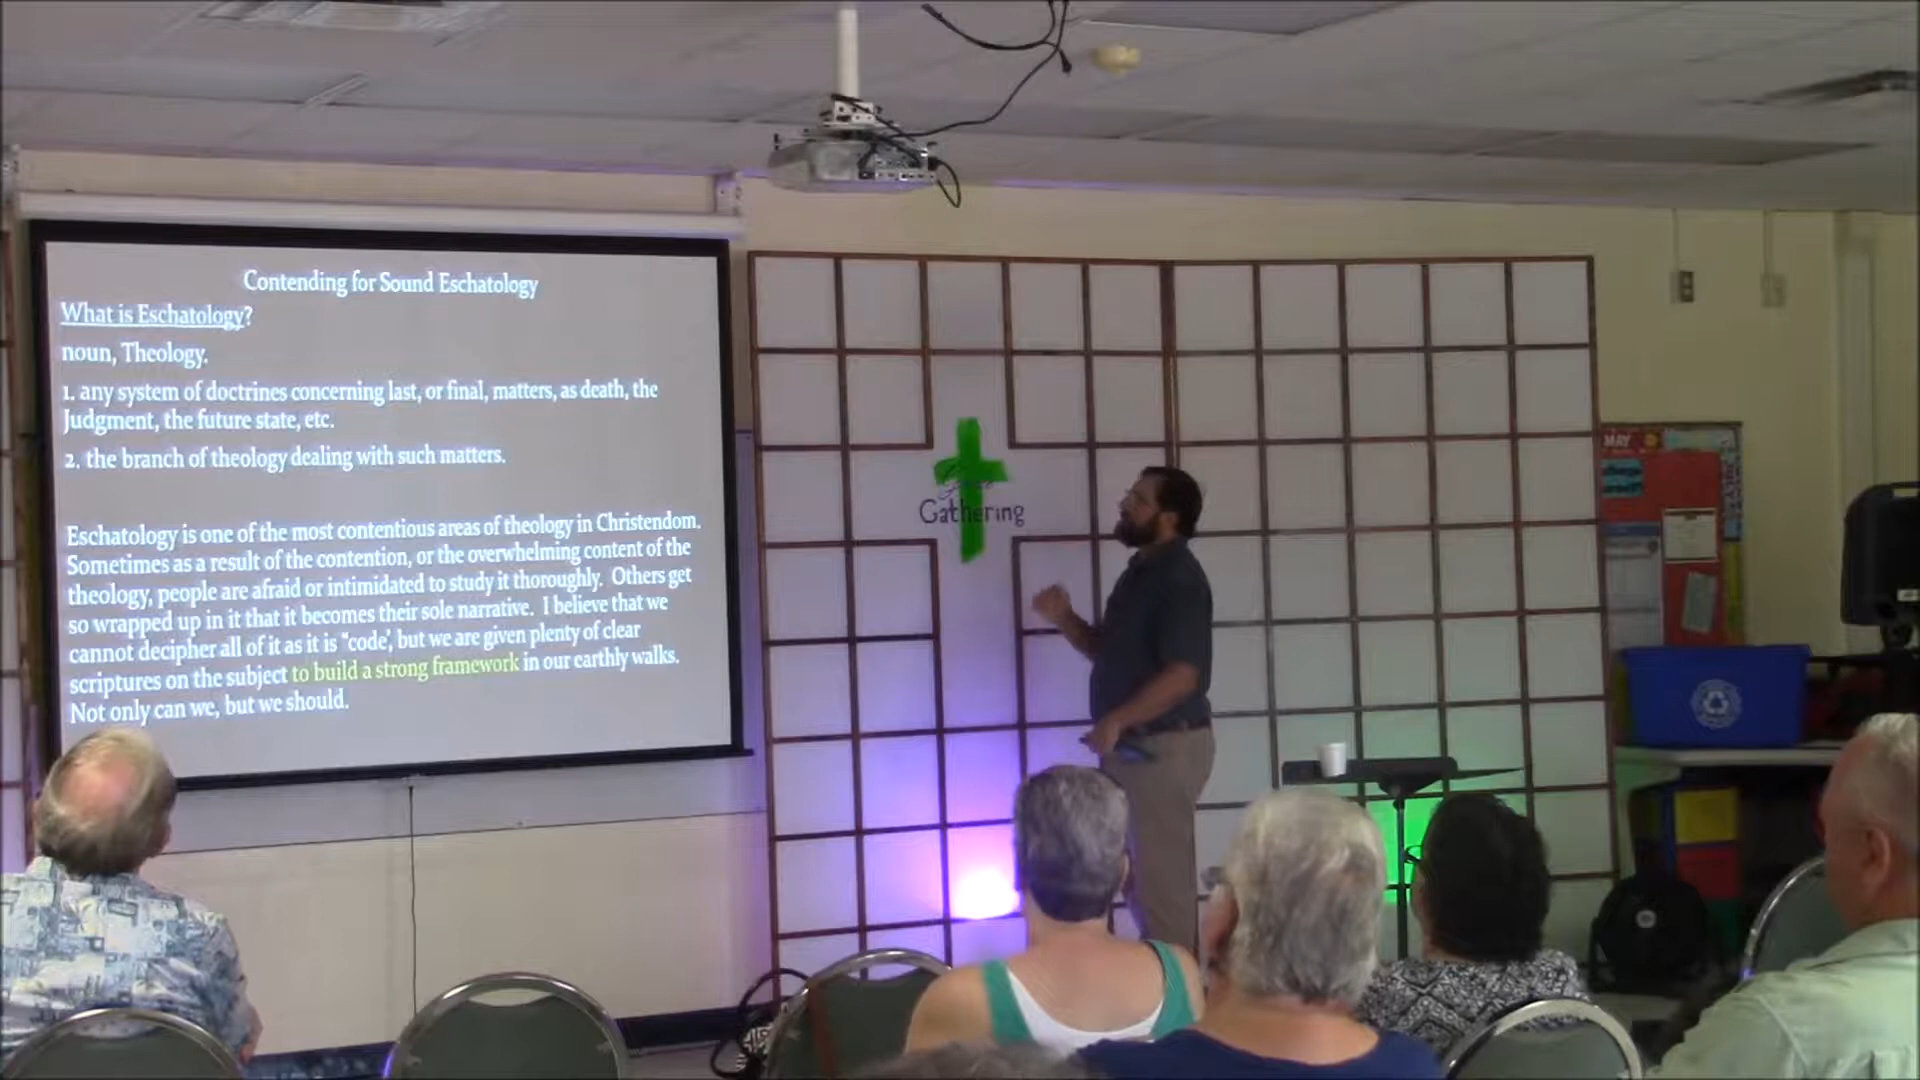 Contending for Sound Eschatology
What is Eschatology?
noun, Theology.
1. any system of doctrines concerning last, or final, matters, as death, the
Judgment, the future state, etc.
2. the branch of theology dealing with such matters.
Eschatology is one of the most contentious areas of theology in Christendom.
Sometimes as a result of the contention, or the overwhelming content of the
theology, people are afraid or intimidated to study it thoroughly. Others get
so wrapped up in it that it becomes their sole narrative. I believe that we
cannot decipher all of it as it is “code’, but we are given plenty of clear
scriptures on the subject to build a strong framework in our earthly walks.
Not only can we, but we should.
Gathering
MAY